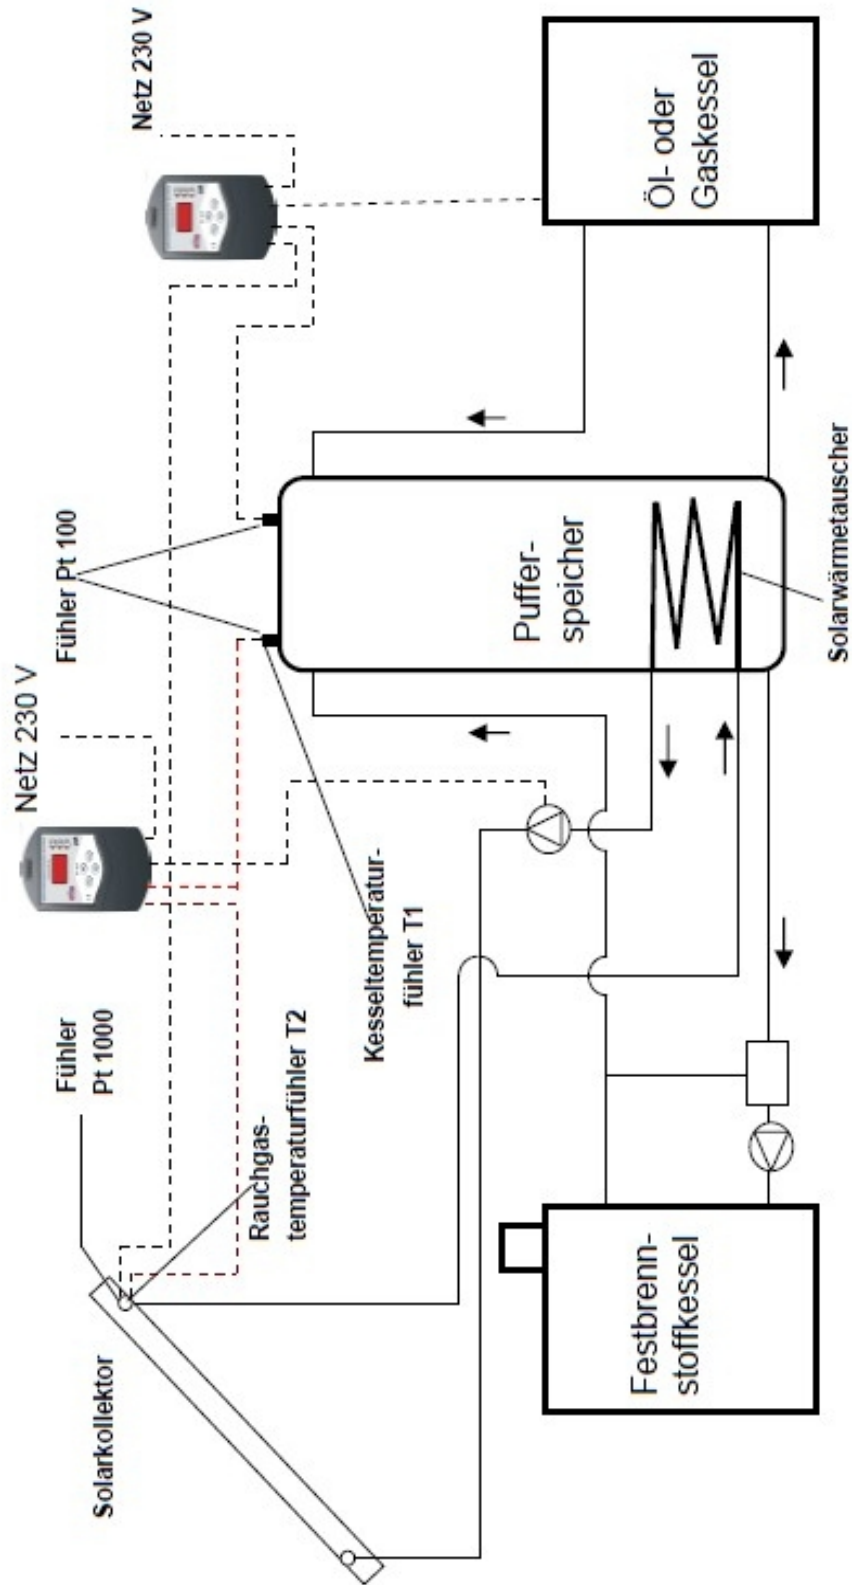 Solarkollektor
Fühler
Pt 1000
Netz 230 V
Fühler Pt 100
Netz 230 V
Rauchgas-
temperaturfühler T2
Kesseltemperatur-
fühler T1
Puffer-
speicher
Öl- oder
Gaskessel
Festbrenn-
stoffkessel
Solarwärmetauscher